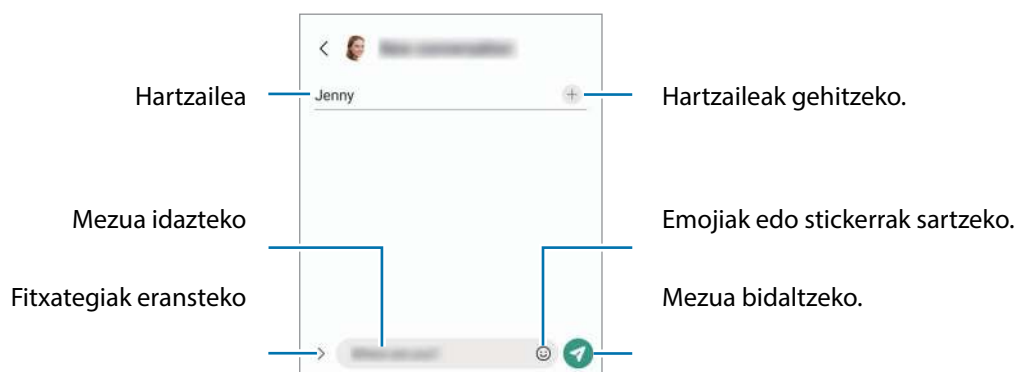 Hartzailea
Jenny
Hartzaileak gehitzeko.
Mezua idazteko
Emojiak edo stickerrak sartzeko.
Fitxategiak eransteko
Mezua bidaltzeko.